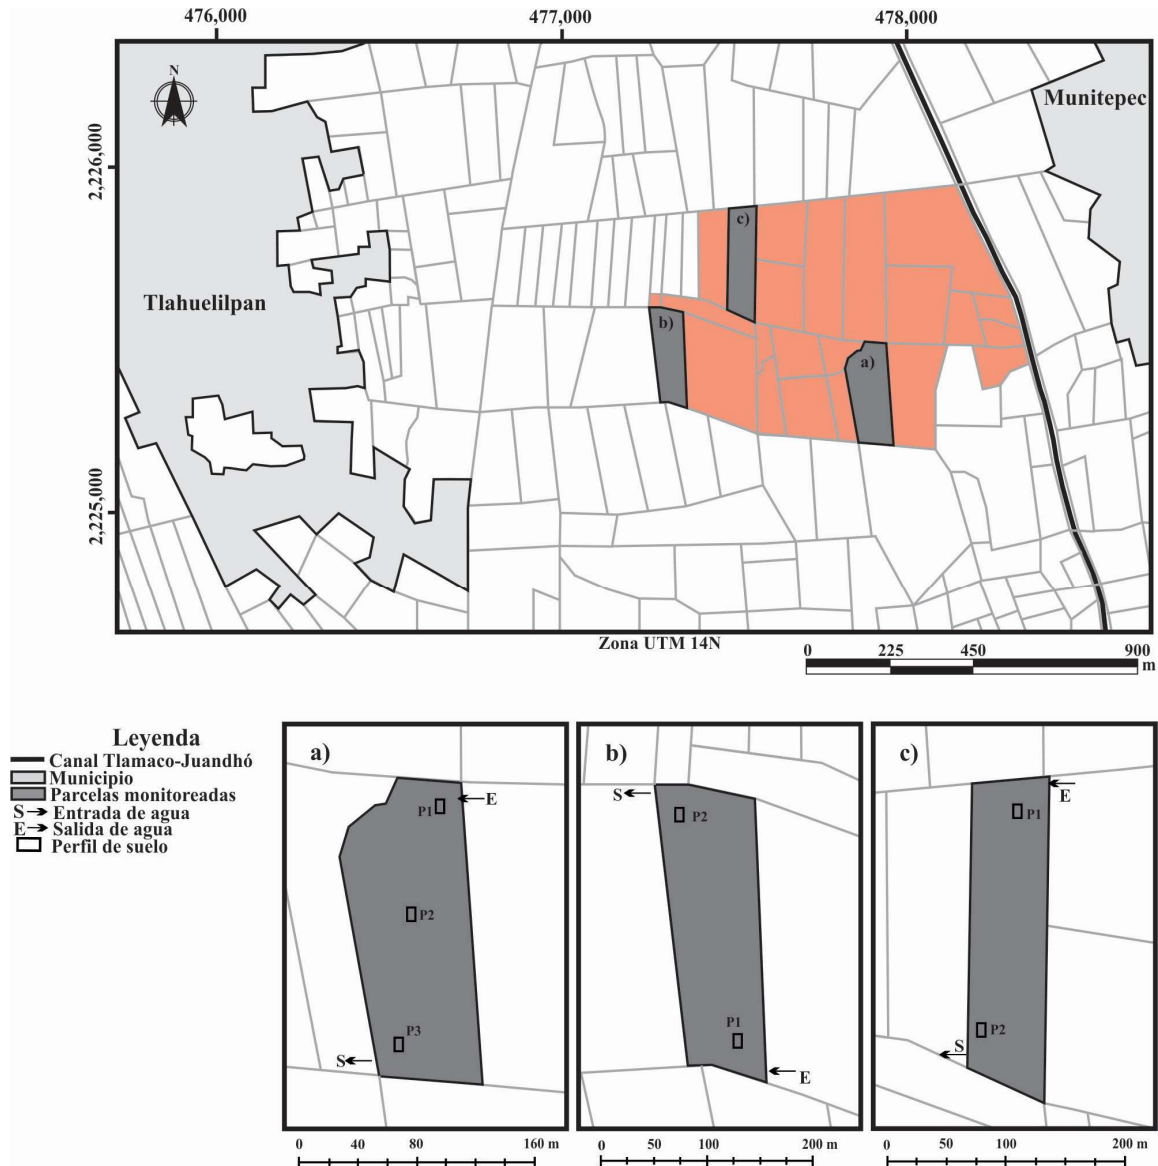 476,000 477,000 478,000
N
2,226,000
2,225,000
Munitepec
Tlahuelilpan
c)
b)
a)
Zona UTM 14N
0 225 450 900
m
Leyenda
Canal Tlamaco-Juandhó
Municipio
Parcelas monitoreadas
S Entrada de agua
E Salida de agua
Perfil de suelo
a)
P1
E
P2
P3
S
0 40 80 160 m
b)
S
P2
P1
E
0 50 100 200 m
c)
E
P1
P2
S
0 50 100 200 m